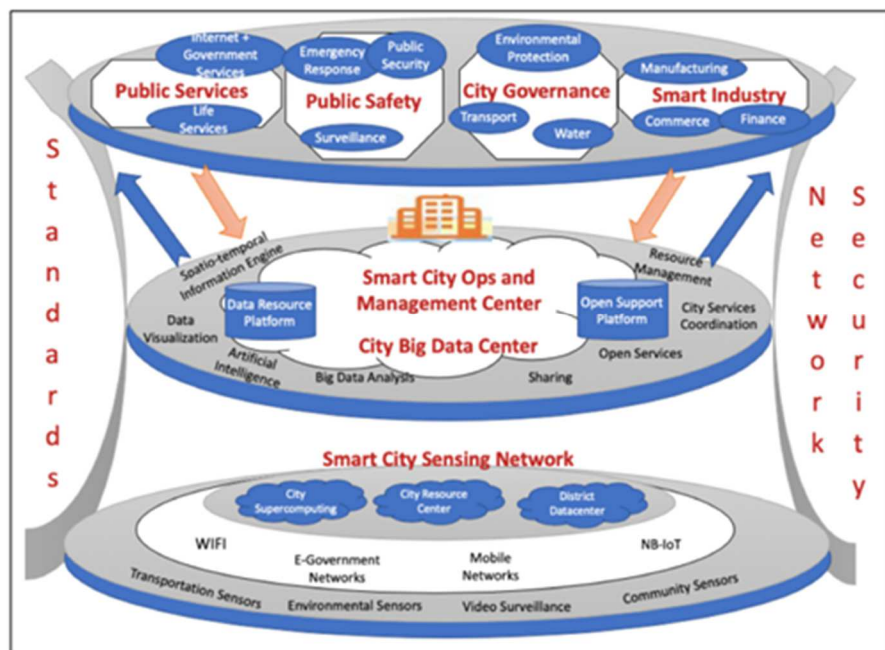 Internet +
Government
Services
Public Services
Life
Services
Emergency
Response
Public
Security
Public Safety
Surveillance
Environmental
Protection
City Governance
Transport
Water
Manufacturing
Smart Industry
Commerce
Finance
Standards
Network
Security
Spatio-temporal
Information Engine
Resource
Management
Smart City Ops and
Management Center
Data Resource
Platform
Open Support
Platform
Data
Visualization
City Services
Coordination
City Big Data Center
Artificial
Intelligence
Big Data Analysis
Sharing
Open Services
Smart City Sensing Network
City
Supercomputing
City Resource
Center
District
Datacenter
WIFI
E-Government
Networks
Mobile
Networks
NB-IoT
Transportation Sensors
Environmental Sensors
Video Surveillance
Community Sensors